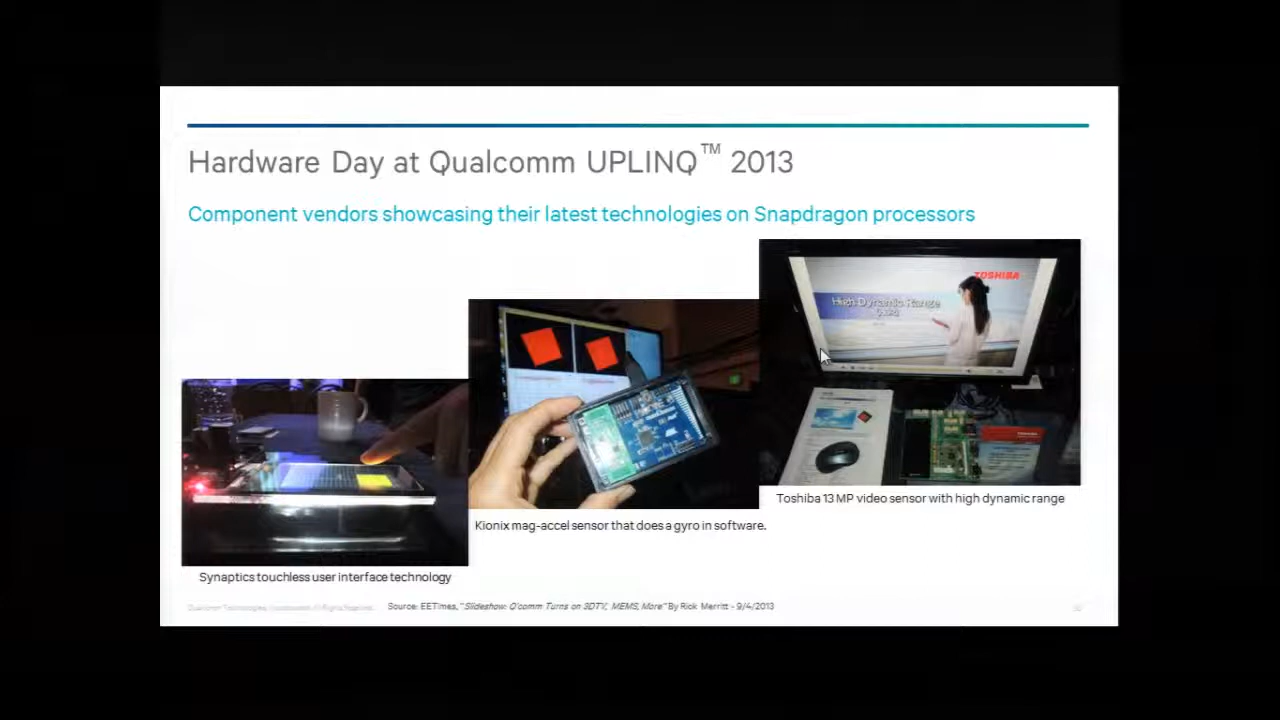 Hardware Day at Qualcomm UPLINQ™ 2013
Component vendors showcasing their latest technologies on Snapdragon processors
TOSHIBA
High Dynamic Range
Toshiba 13 MP video sensor with high dynamic range
Kionix mag-accel sensor that does a gyro in software.
Synaptics touchless user interface technology
Source: EETimes, "Slideshow: Q'comm Turns on 3DTV, MEMS, More" By Rick Merritt - 9/4/2013